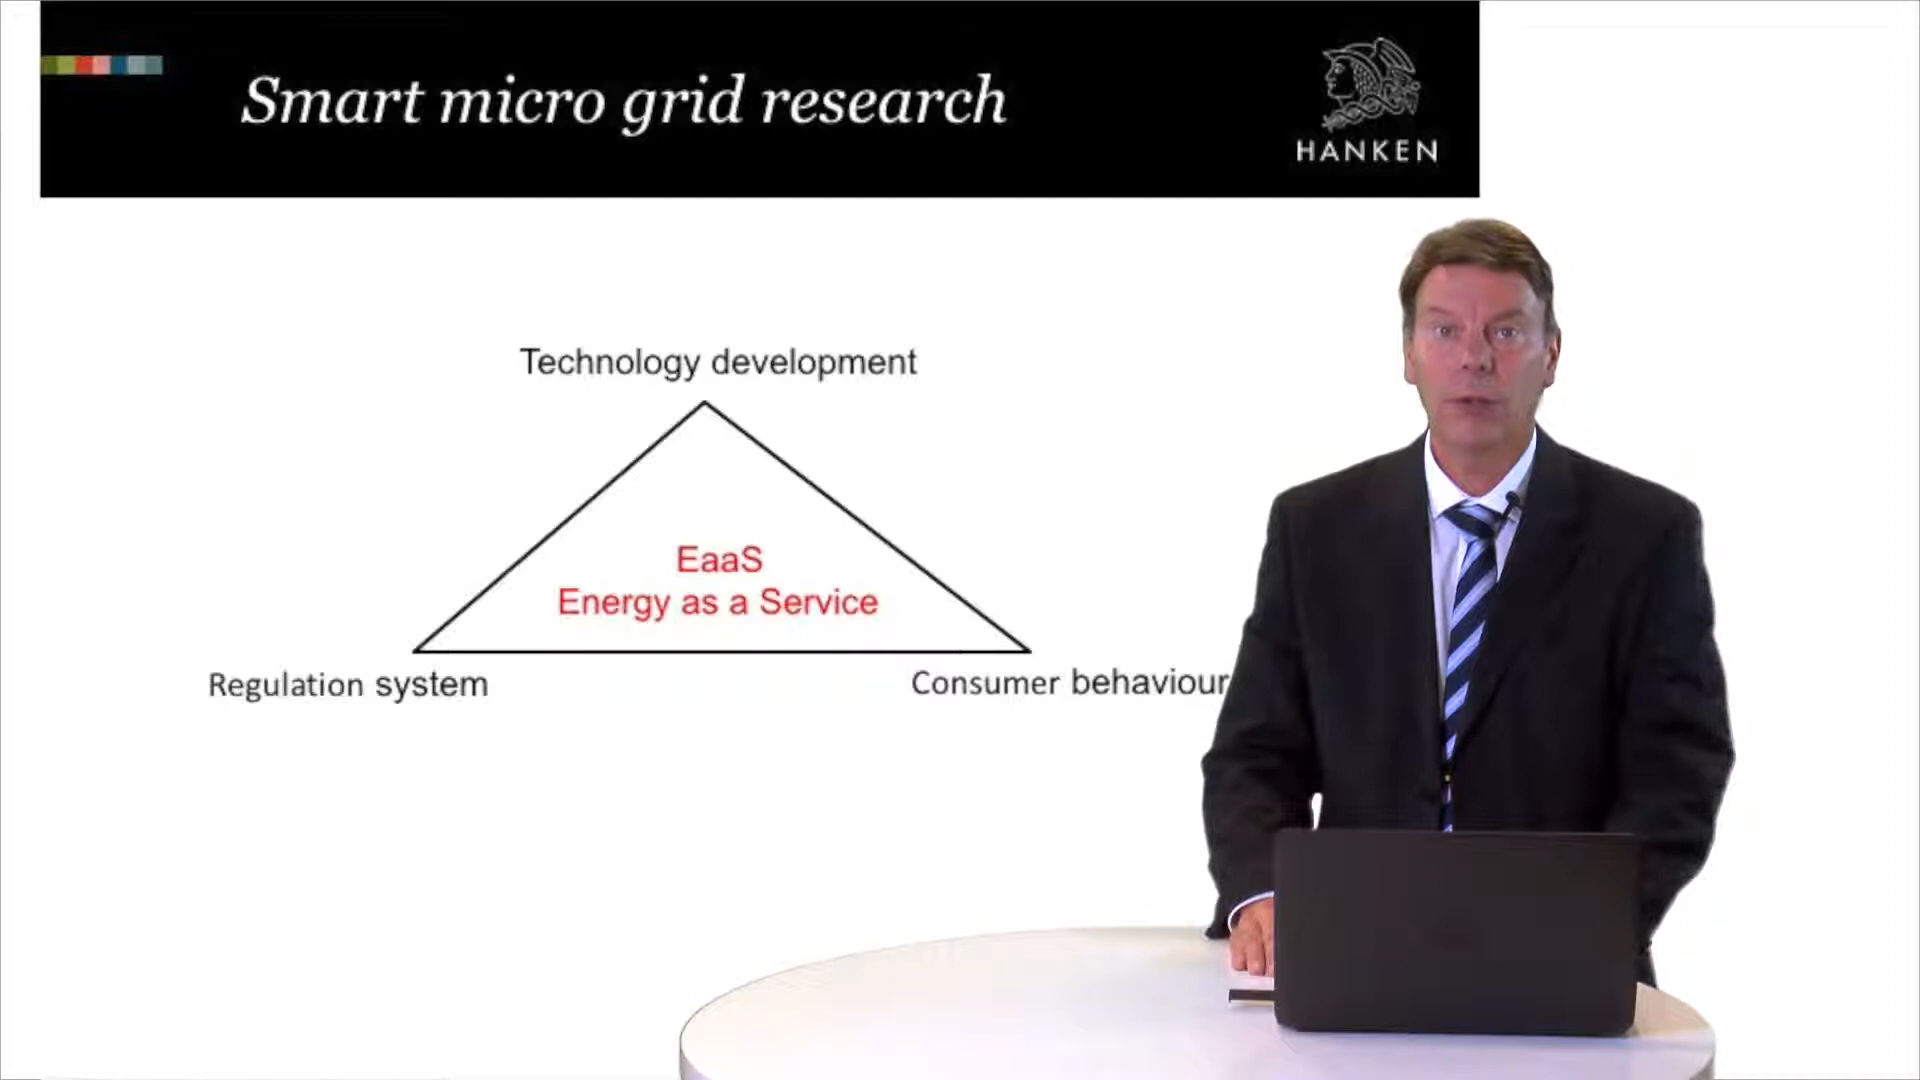 Smart micro grid research
HANKEN
Technology development
EaaS
Energy as a Service
Regulation system
Consumer behaviour